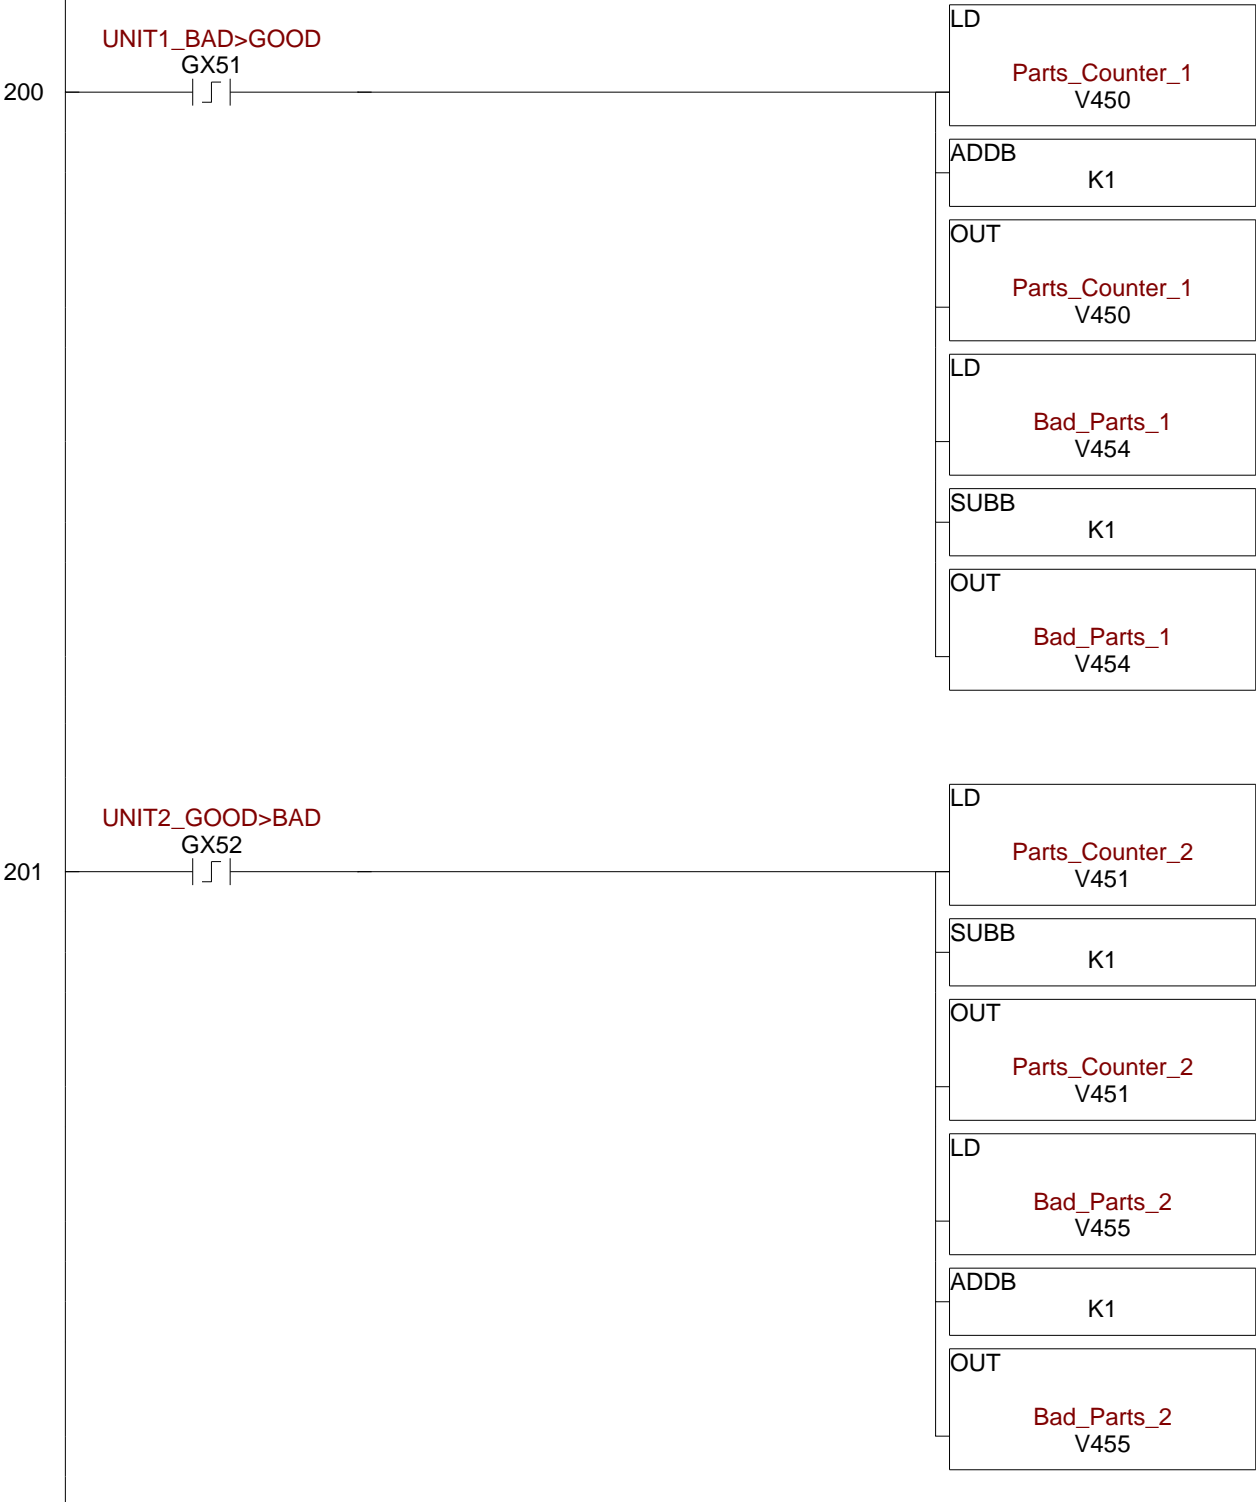 UNIT1_BAD>GOOD
GX51
200
LD
Parts_Counter_1
V450
ADDB
K1
OUT
Parts_Counter_1
V450
LD
Bad_Parts_1
V454
SUBB
K1
OUT
Bad_Parts_1
V454
UNIT2_GOOD>BAD
GX52
201
LD
Parts_Counter_2
V451
SUBB
K1
OUT
Parts_Counter_2
V451
LD
Bad_Parts_2
V455
ADDB
K1
OUT
Bad_Parts_2
V455